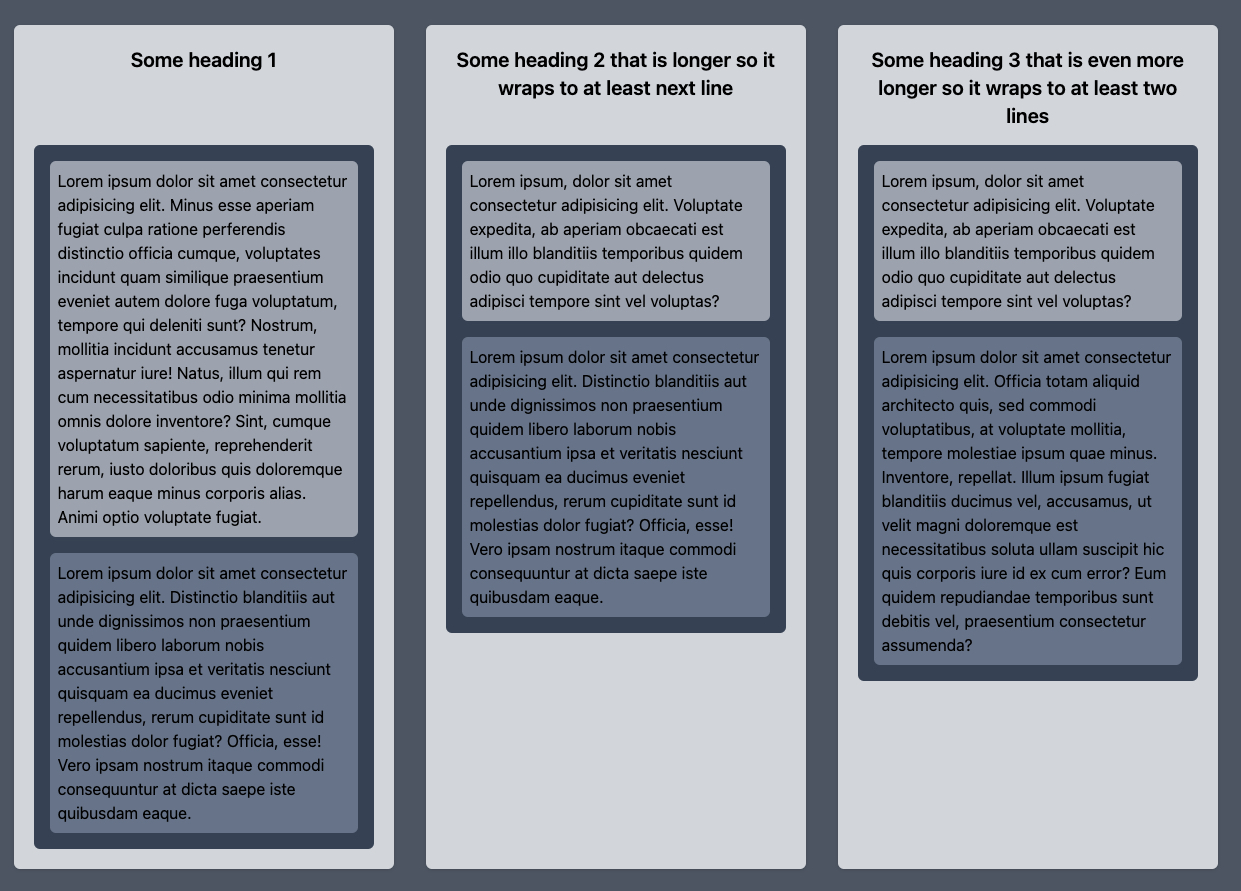 Some heading 1
Lorem ipsum dolor sit amet consectetur
adipisicing elit. Minus esse aperiam
fugiat culpa ratione perferendis
distinctio officia cumque, voluptates
incidunt quam similique praesentium
eveniet autem dolore fuga voluptatum,
tempore qui deleniti sunt? Nostrum,
mollitia incidunt accusamus tenetur
aspernatur iure! Natus, illum qui rem
cum necessitatibus odio minima mollitia
omnis dolore inventore? Sint, cumque
voluptatum sapiente, reprehenderit
rerum, iusto doloribus quis doloremque
harum eaque minus corporis alias.
Animi optio voluptate fugiat.
Lorem ipsum dolor sit amet consectetur
adipisicing elit. Distinctio blanditiis aut
unde dignissimos non praesentium
quidem libero laborum nobis
accusantium ipsa et veritatis nesciunt
quisquam ea ducimus eveniet
repellendus, rerum cupiditate sunt id
molestias dolor fugiat? Officia, esse!
Vero ipsam nostrum itaque commodi
consequuntur at dicta saepe iste
quibusdam eaque.
Some heading 2 that is longer so it
wraps to at least next line
Lorem ipsum, dolor sit amet
consectetur adipisicing elit. Voluptate
expedita, ab aperiam obcaecati est
illum illo blanditiis temporibus quidem
odio quo cupiditate aut delectus
adipisci tempore sint vel voluptas?
Lorem ipsum dolor sit amet consectetur
adipisicing elit. Distinctio blanditiis aut
unde dignissimos non praesentium
quidem libero laborum nobis
accusantium ipsa et veritatis nesciunt
quisquam ea ducimus eveniet
repellendus, rerum cupiditate sunt id
molestias dolor fugiat? Officia, esse!
Vero ipsam nostrum itaque commodi
consequuntur at dicta saepe iste
quibusdam eaque.
Some heading 3 that is even more
longer so it wraps to at least two
lines
Lorem ipsum, dolor sit amet
consectetur adipisicing elit. Voluptate
expedita, ab aperiam obcaecati est
illum illo blanditiis temporibus quidem
odio quo cupiditate aut delectus
adipisci tempore sint vel voluptas?
Lorem ipsum dolor sit amet consectetur
adipisicing elit. Officia totam aliquid
architecto quis, sed commodi
voluptatibus, at voluptate mollitia,
tempore molestiae ipsum quae minus.
Inventore, repellat. Illum ipsum fugiat
blanditiis ducimus vel, accusamus, ut
velit magni doloremque est
necessitatibus soluta ullam suscipit hic
quis corporis iure id ex cum error? Eum
quidem repudiandae temporibus sunt
debitis vel, praesentium consectetur
assumenda?